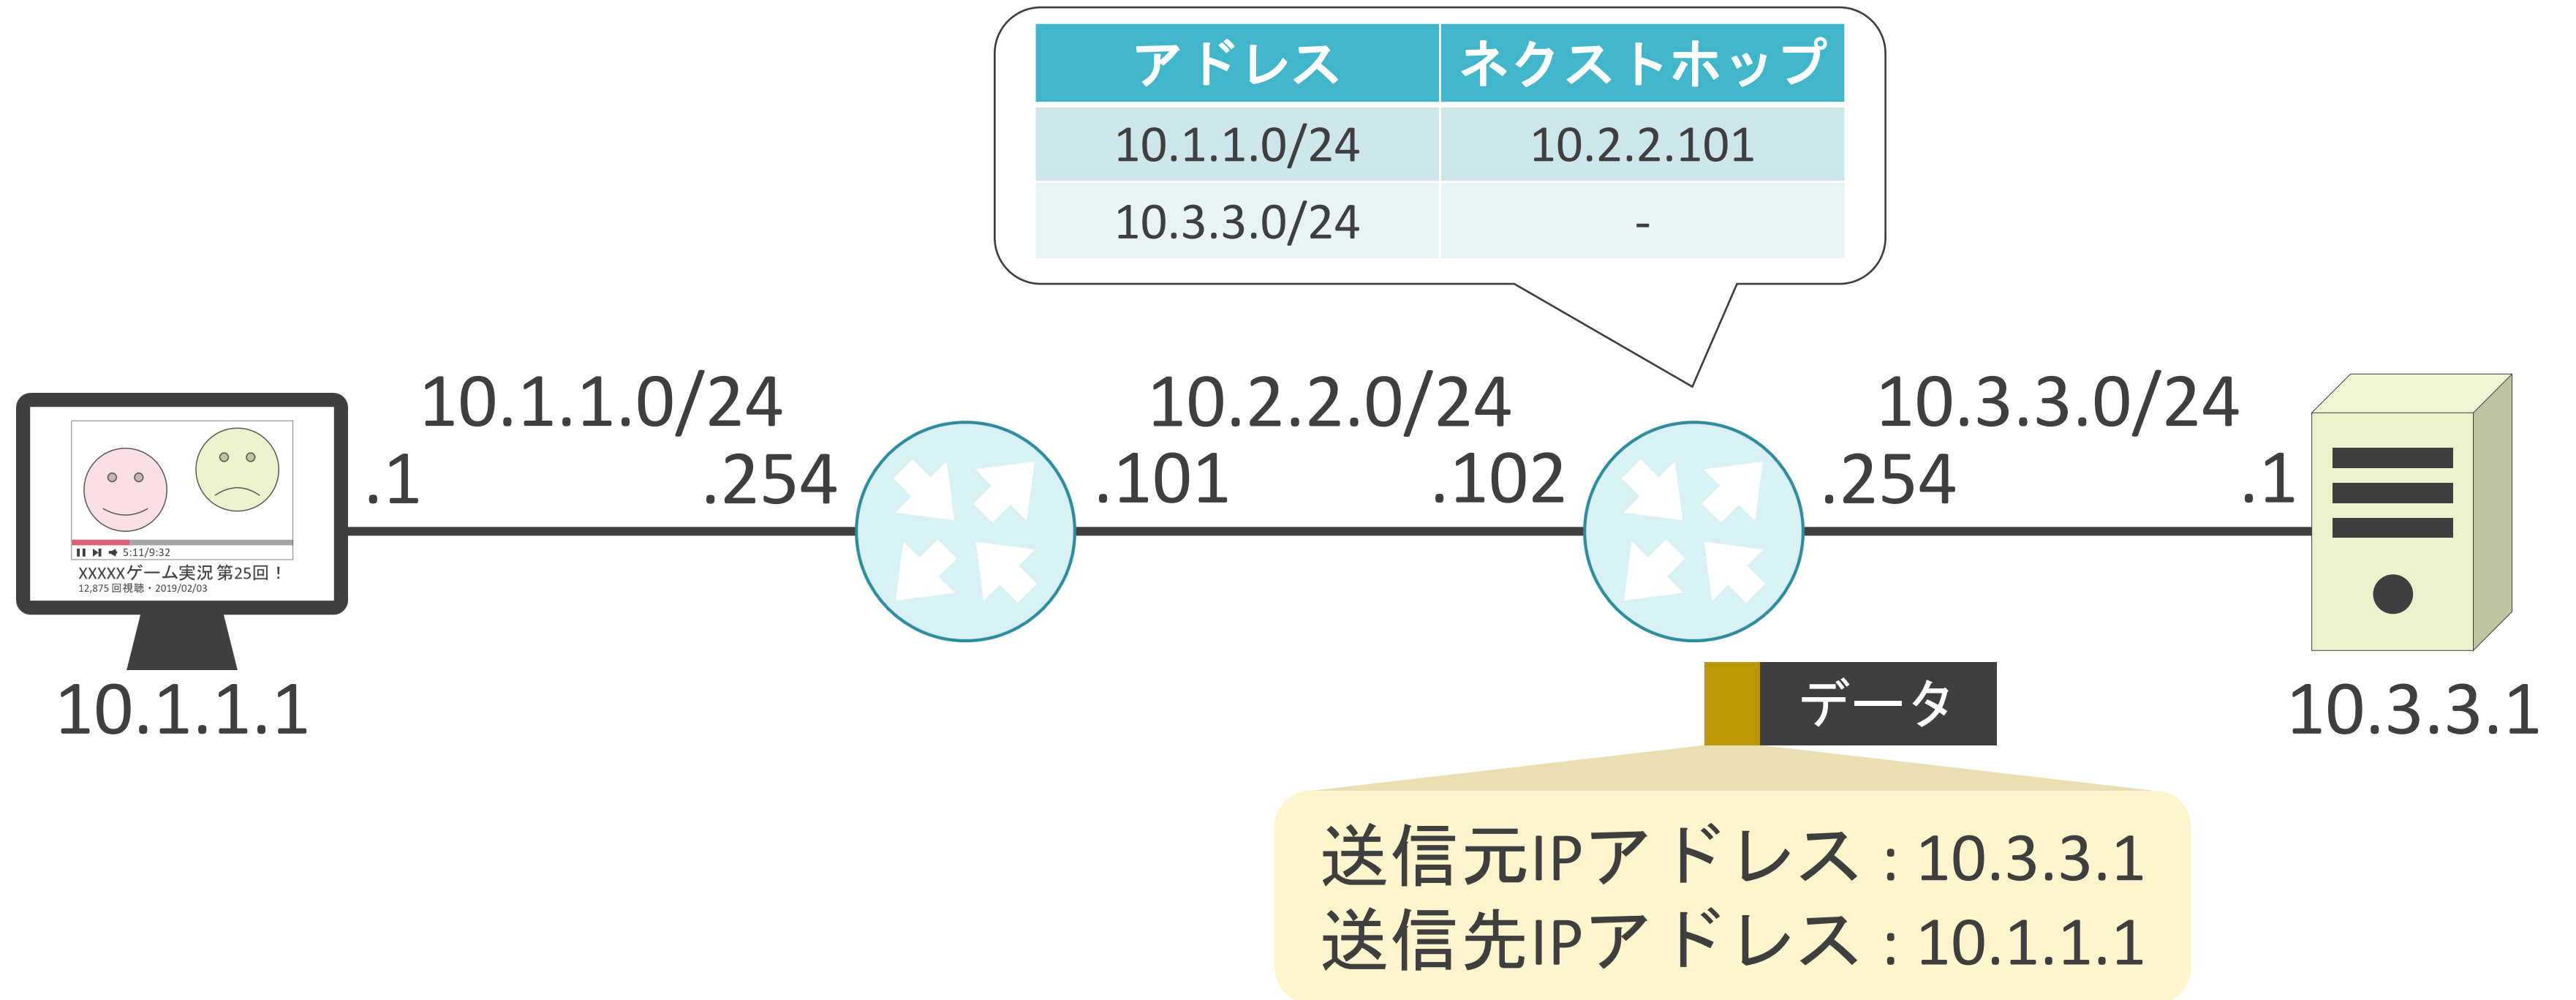 アドレス ネクストホップ
10.1.1.0/24 10.2.2.101
10.3.3.0/24 -
10.1.1.0/24 10.2.2.0/24 10.3.3.0/24
.1 .254 .101 .102 .254 .1
5:11/9:32
XXXXXゲーム実況 第25回！
12,875 回視聴・2019/02/03
10.1.1.1 データ 10.3.3.1
送信元IPアドレス：10.3.3.1
送信先IPアドレス：10.1.1.1